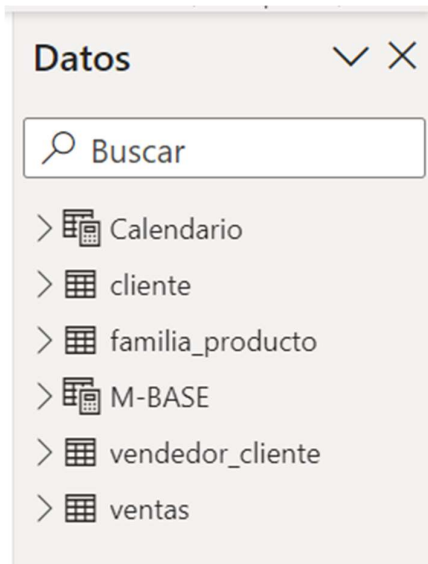 Datos
Buscar
Calendario
cliente
familia_producto
M-BASE
vendedor_cliente
ventas